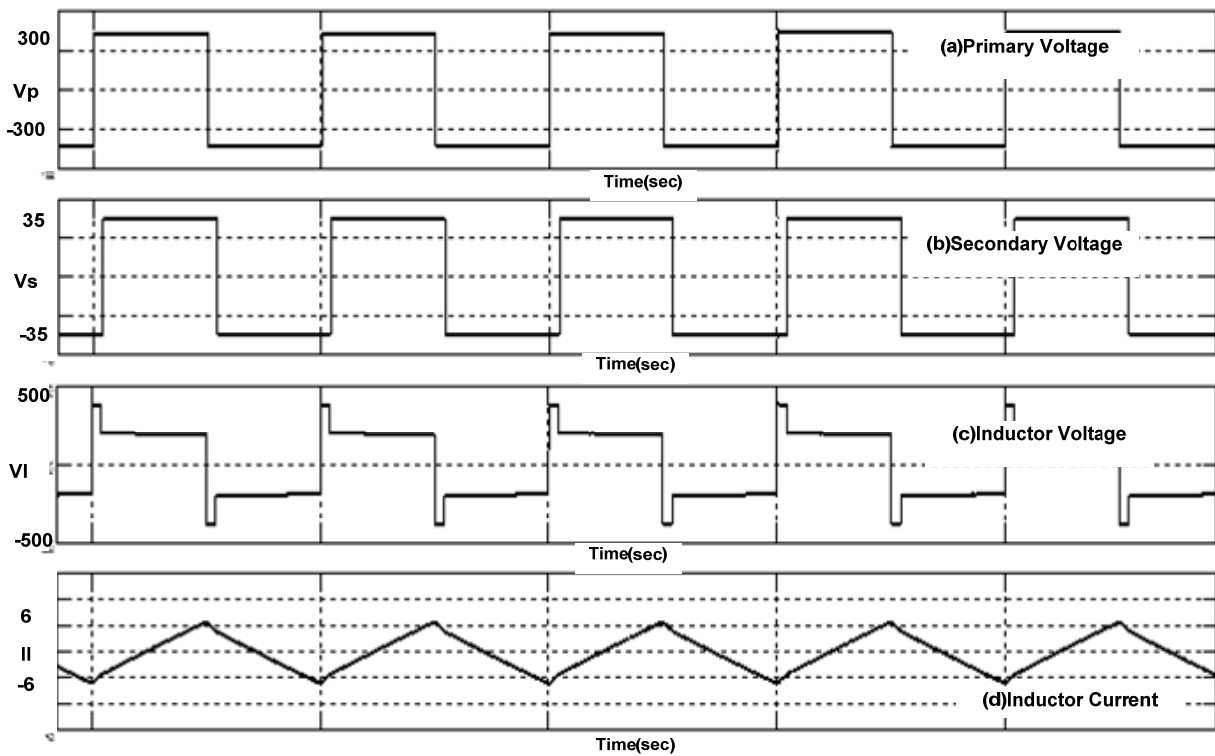 300
(a)Primary Voltage
Vp
-300
Time(sec)
35
(b)Secondary Voltage
Vs
-35
Time(sec)
500
(c)Inductor Voltage
Vl
-500
Time(sec)
6
Il
-6
(d)Inductor Current
Time(sec)